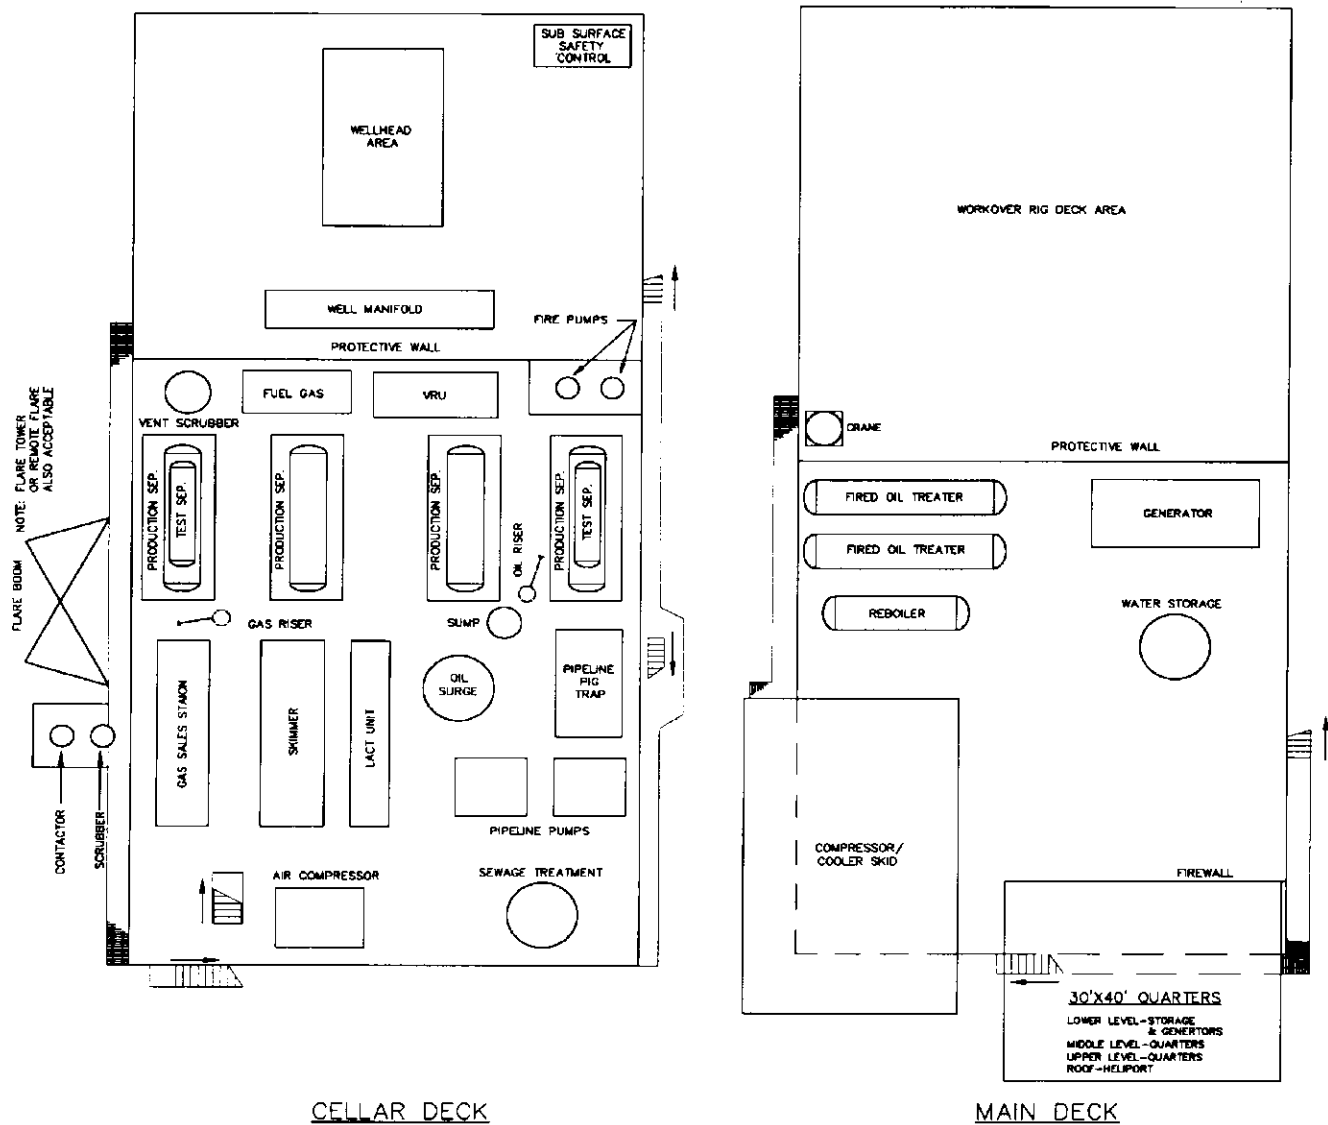 SUB SURFACE
SAFETY
CONTROL
WELLHEAD
AREA
WELL MANIFOLD
FIRE PUMPS
PROTECTIVE WALL
FUEL GAS
VRU
VENT SCRUBBER
NOTE: FLARE TOWER
OR REMOTE FLARE
ALSO ACCEPTABLE
FLARE BOOM
PRODUCTION SEP.
TEST SEP.
PRODUCTION SEP.
PRODUCTION SEP.
OIL RISER
PRODUCTION SEP.
TEST SEP.
GAS RISER
SUMP
GAS SALES STAION
SKIMMER
LACT UNIT
OIL
SURGE
PIPELINE
PIG
TRAP
PIPELINE PUMPS
CONTACTOR
SCRUBBER
AIR COMPRESSOR
SEWAGE TREATMENT
CELLAR DECK
WORKOVER RIG DECK AREA
CRANE
PROTECTIVE WALL
FIRED OIL TREATER
GENERATOR
FIRED OIL TREATER
REBOILER
WATER STORAGE
COMPRESSOR/
COOLER SKID
FIREWALL
30'X40' QUARTERS
LOWER LEVEL-STORAGE
& GENERTORS
MIDDLE LEVEL-QUARTERS
UPPER LEVEL-QUARTERS
ROOF-HELIPORT
MAIN DECK